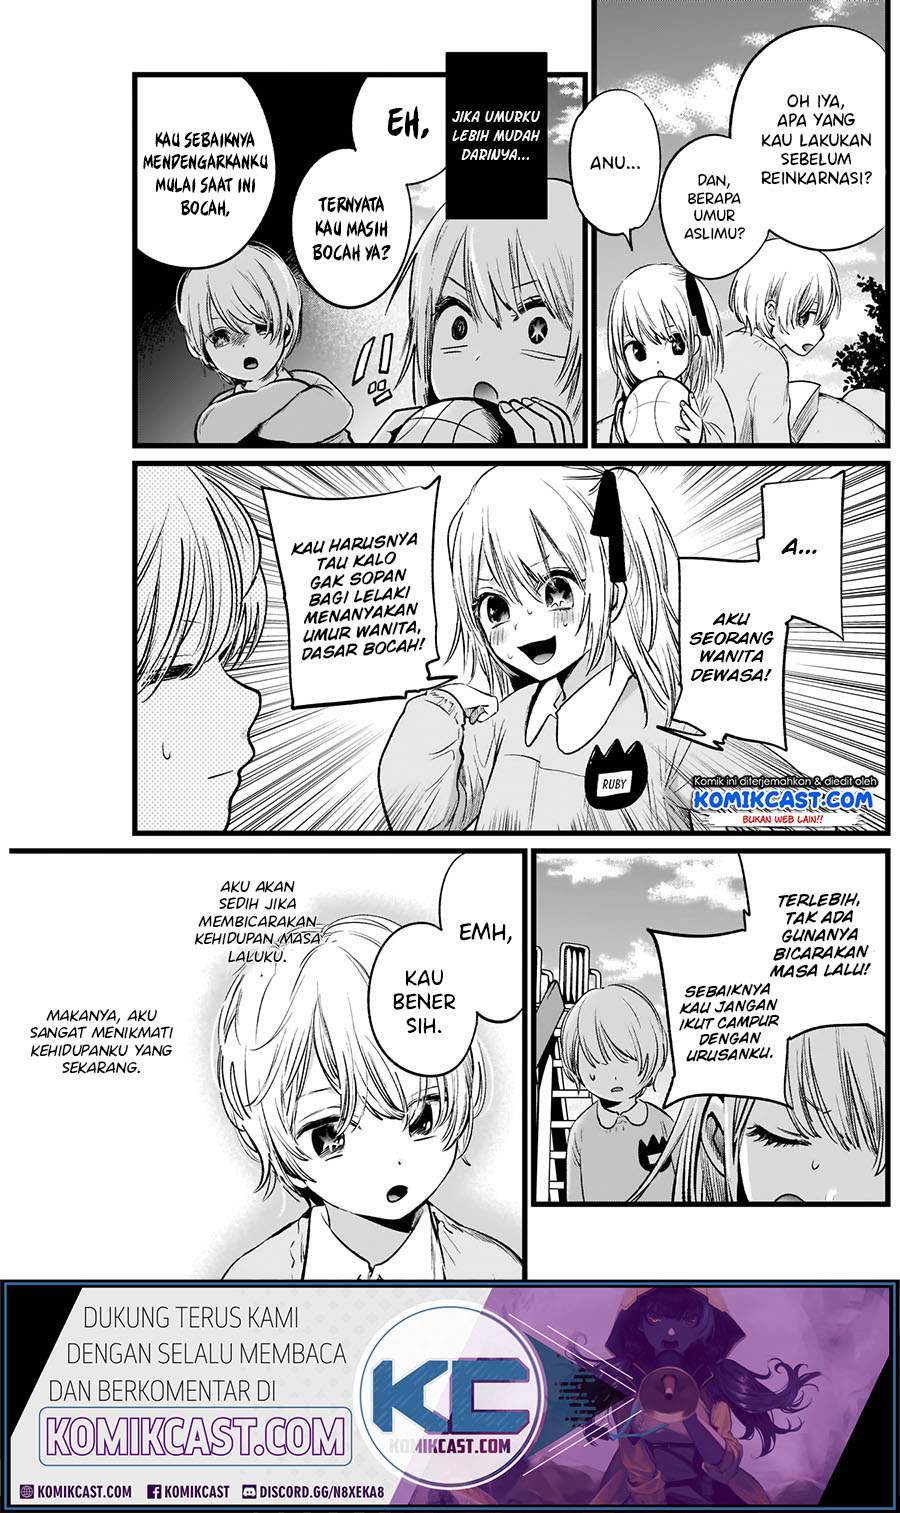 OH IYA,
APA YANG
KAU LAKUKAN
SEBELUM
REINKARNASI?
DAN,
BERAPA
UMUR
ASLIMU?
ANU...
JIKA UMURKU
LEBIH MUDAH
DARINYA...
EH,
TERNYATA
KAU MASIH
BOCAH YA?
KAU SEBAIKNYA
MENDENGARKANKU
MULAI SAAT INI
BOCAH,
A...
AKU
SEORANG
WANITA
DEWASA!
KAU HARUSNYA
TAU KALO
GAK SOPAN
BAGI LELAKI
MENANYAKAN
UMUR WANITA,
DASAR BOCAH!
RUBY
Komik ini diterjemahkan & diedit oleh
KOMIKCAST.COM
BUKAN WEB LAIN!!
TERLEBIH,
TAK ADA
GUNANYA
BICARAKAN
MASA LALU!
SEBAIKNYA
KAU JANGAN
IKUT CAMPUR
DENGAN
URUSANKU.
EMH,
KAU
BENER
SIH.
AKU AKAN
SEDIH JIKA
MEMBICARAKAN
KEHIDUPAN MASA
LALUKU.
MAKANYA, AKU
SANGAT MENIKMATI
KEHIDUPANKU YANG
SEKARANG.
DUKUNG TERUS KAMI
DENGAN SELALU MEMBACA
DAN BERKOMENTAR DI
KOMIKCAST.COM
KC
KOMIKCAST.COM
KOMIKCAST.COM KOMIKCAST DISCORD.GG/N8XEKA8